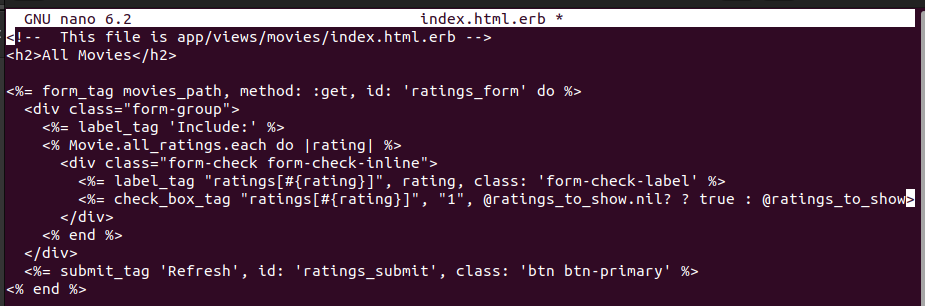 GNU nano 6.2 index.html.erb *
<!--  This file is app/views/movies/index.html.erb -->
<h2>All Movies</h2>

<%= form_tag movies_path, method: :get, id: 'ratings_form' do %>
  <div class="form-group">
    <%= label_tag 'Include:' %>
    <% Movie.all_ratings.each do |rating| %>
      <div class="form-check form-check-inline">
        <%= label_tag "ratings[#{rating}]", rating, class: 'form-check-label' %>
        <%= check_box_tag "ratings[#{rating}]", "1", @ratings_to_show.nil? ? true : @ratings_to_show>
      </div>
    <% end %>
  </div>
  <%= submit_tag 'Refresh', id: 'ratings_submit', class: 'btn btn-primary' %>
<% end %>